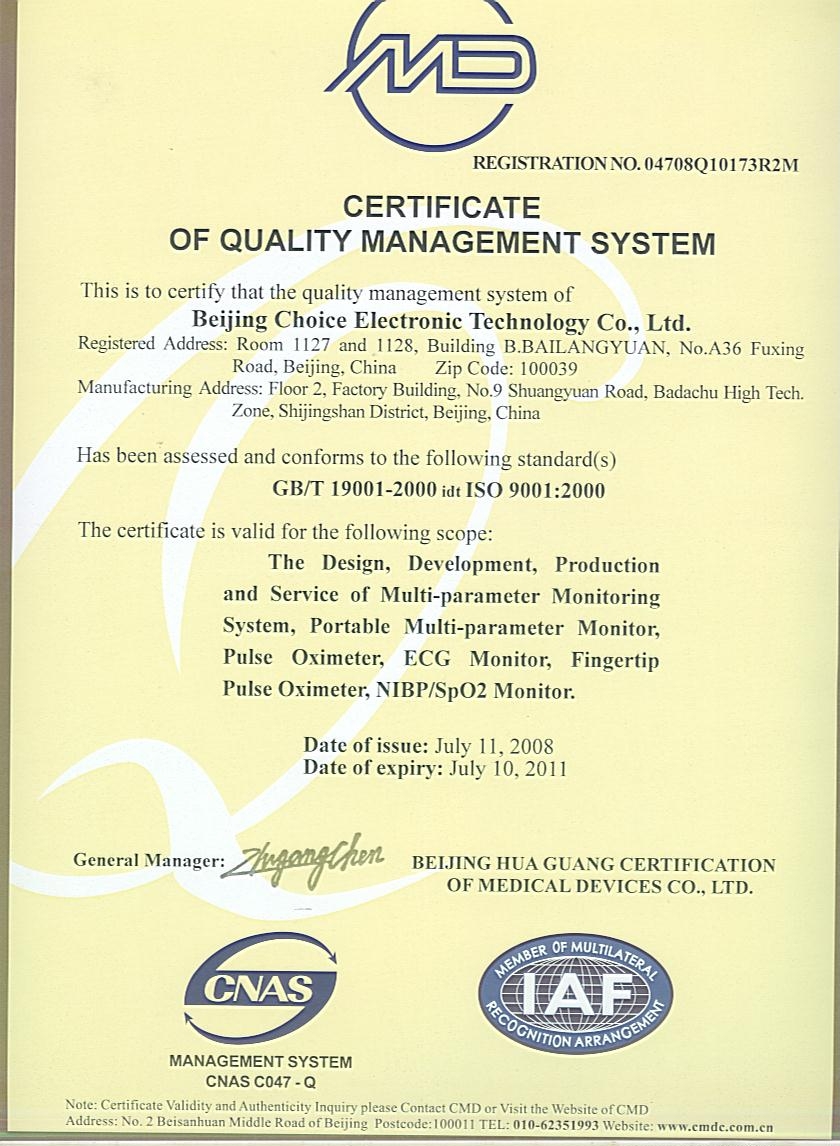 MD
REGISTRATION NO. 04708Q10173R2M
CERTIFICATE
OF QUALITY MANAGEMENT SYSTEM
This is to certify that the quality management system of
Beijing Choice Electronic Technology Co., Ltd.
Registered Address: Room 1127 and 1128, Building B.BAILANGYUAN, No.A36 Fuxing
Road, Beijing, China Zip Code: 100039
Manufacturing Address: Floor 2, Factory Building, No.9 Shuangyuan Road, Badachu High Tech.
Zone, Shijingshan District, Beijing, China
Has been assessed and conforms to the following standard(s)
GB/T 19001-2000 idt ISO 9001:2000
The certificate is valid for the following scope:
The Design, Development, Production
and Service of Multi-parameter Monitoring
System, Portable Multi-parameter Monitor,
Pulse Oximeter, ECG Monitor, Fingertip
Pulse Oximeter, NIBP/SpO2 Monitor.
Date of issue: July 11, 2008
Date of expiry: July 10, 2011
General Manager: Zhigang Chen
BEIJING HUA GUANG CERTIFICATION
OF MEDICAL DEVICES CO., LTD.
CNAS
MANAGEMENT SYSTEM
CNAS C047 - Q
MEMBER OF MULTILATERAL
IAF
RECOGNITION ARRANGEMENT
Note: Certificate Validity and Authenticity Inquiry please Contact CMD or Visit the Website of CMD
Address: No. 2 Beisanhuan Middle Road of Beijing Postcode:100011 TEL: 010-62351993 Website: www.cmdc.com.cn